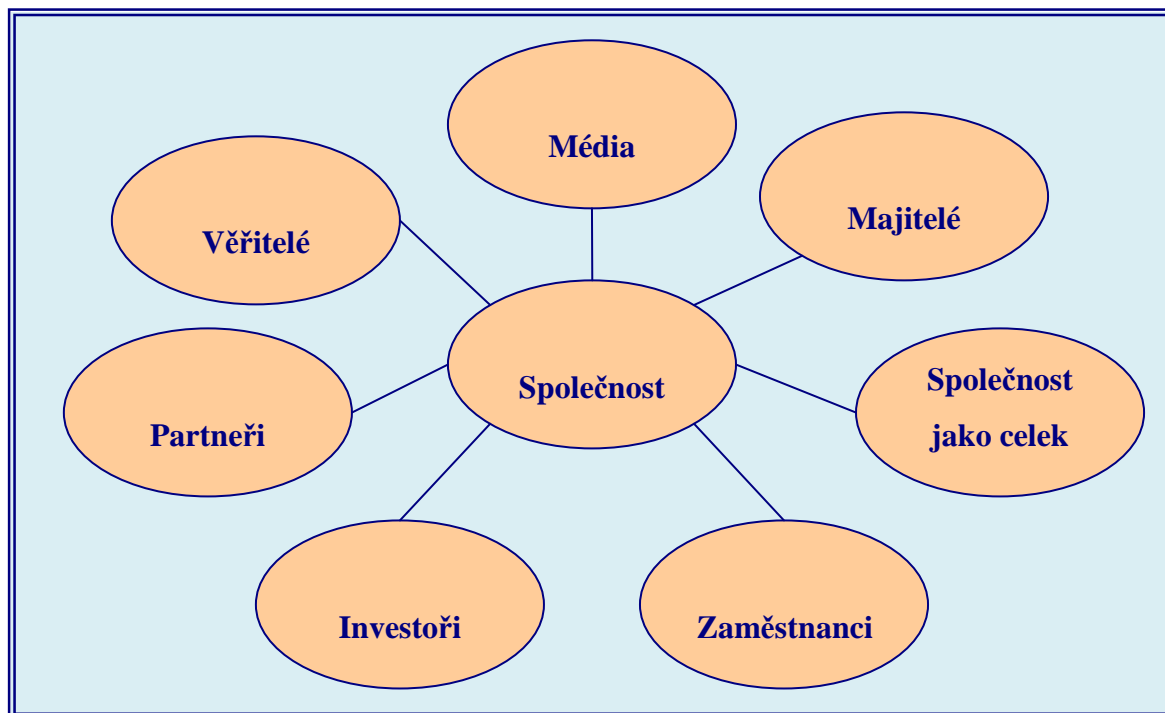 Média
Majitelé
Věřitelé
Společnost
Společnost
jako celek
Partneři
Investoři
Zaměstnanci